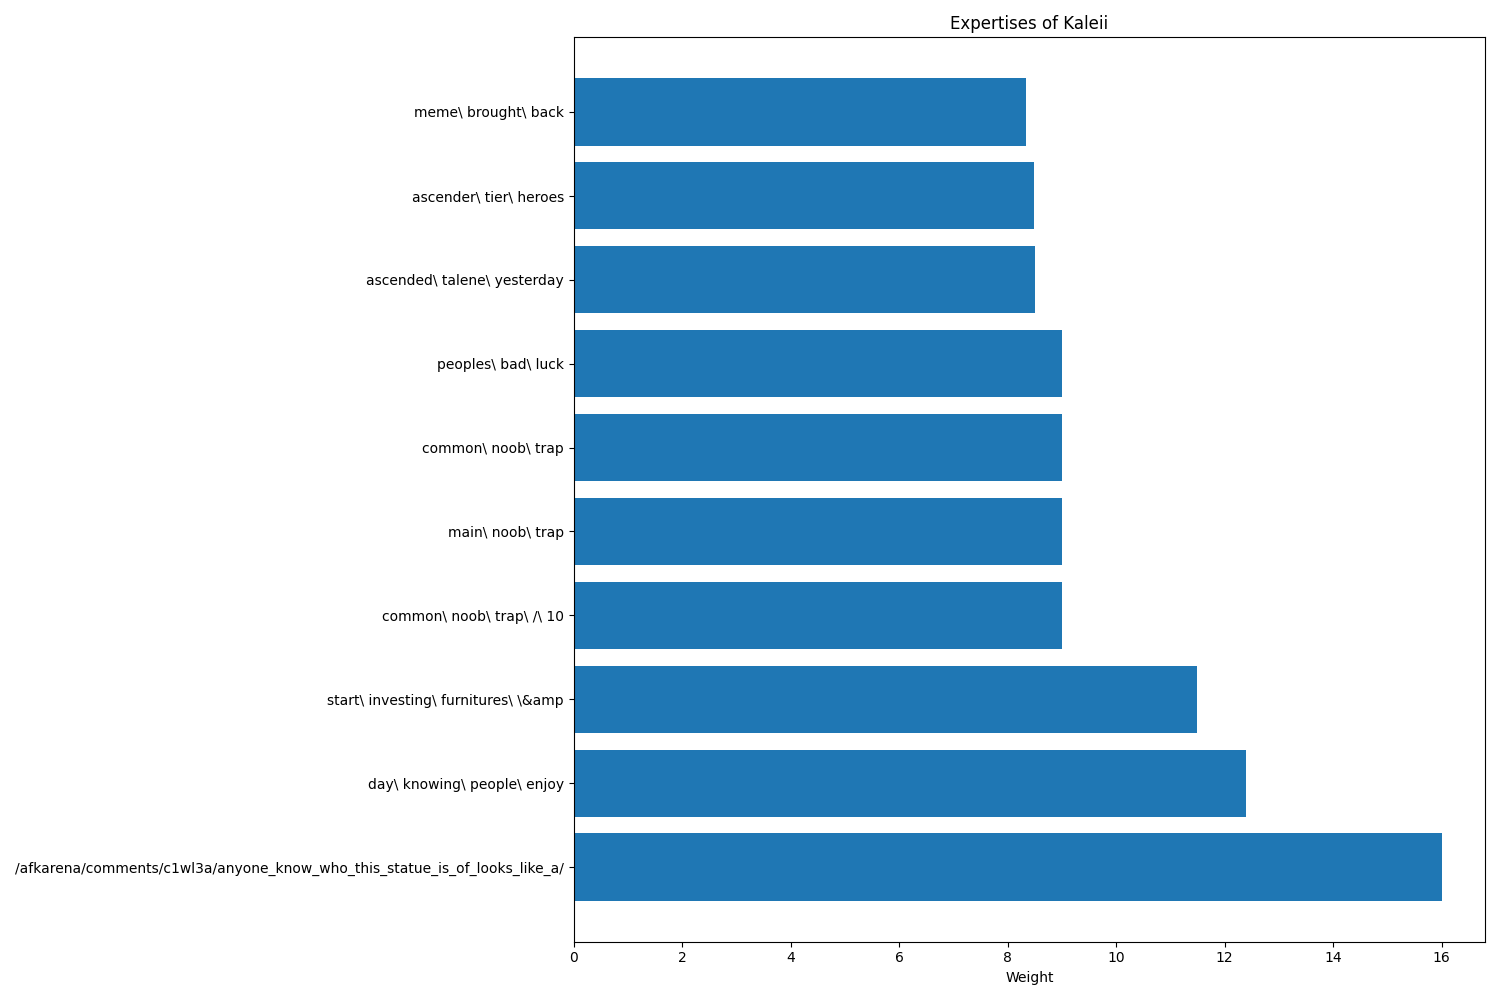 Expertises of Kaleii
meme\ brought\ back
ascender\ tier\ heroes
ascended\ talene\ yesterday
peoples\ bad\ luck
common\ noob\ trap
main\ noob\ trap
common\ noob\ trap\ /\ 10
start\ investing\ furnitures\ \&amp
day\ knowing\ people\ enjoy
/afkarena/comments/c1wl3a/anyone_know_who_this_statue_is_of_looks_like_a/
0 2 4 6 8 10 12 14 16
Weight